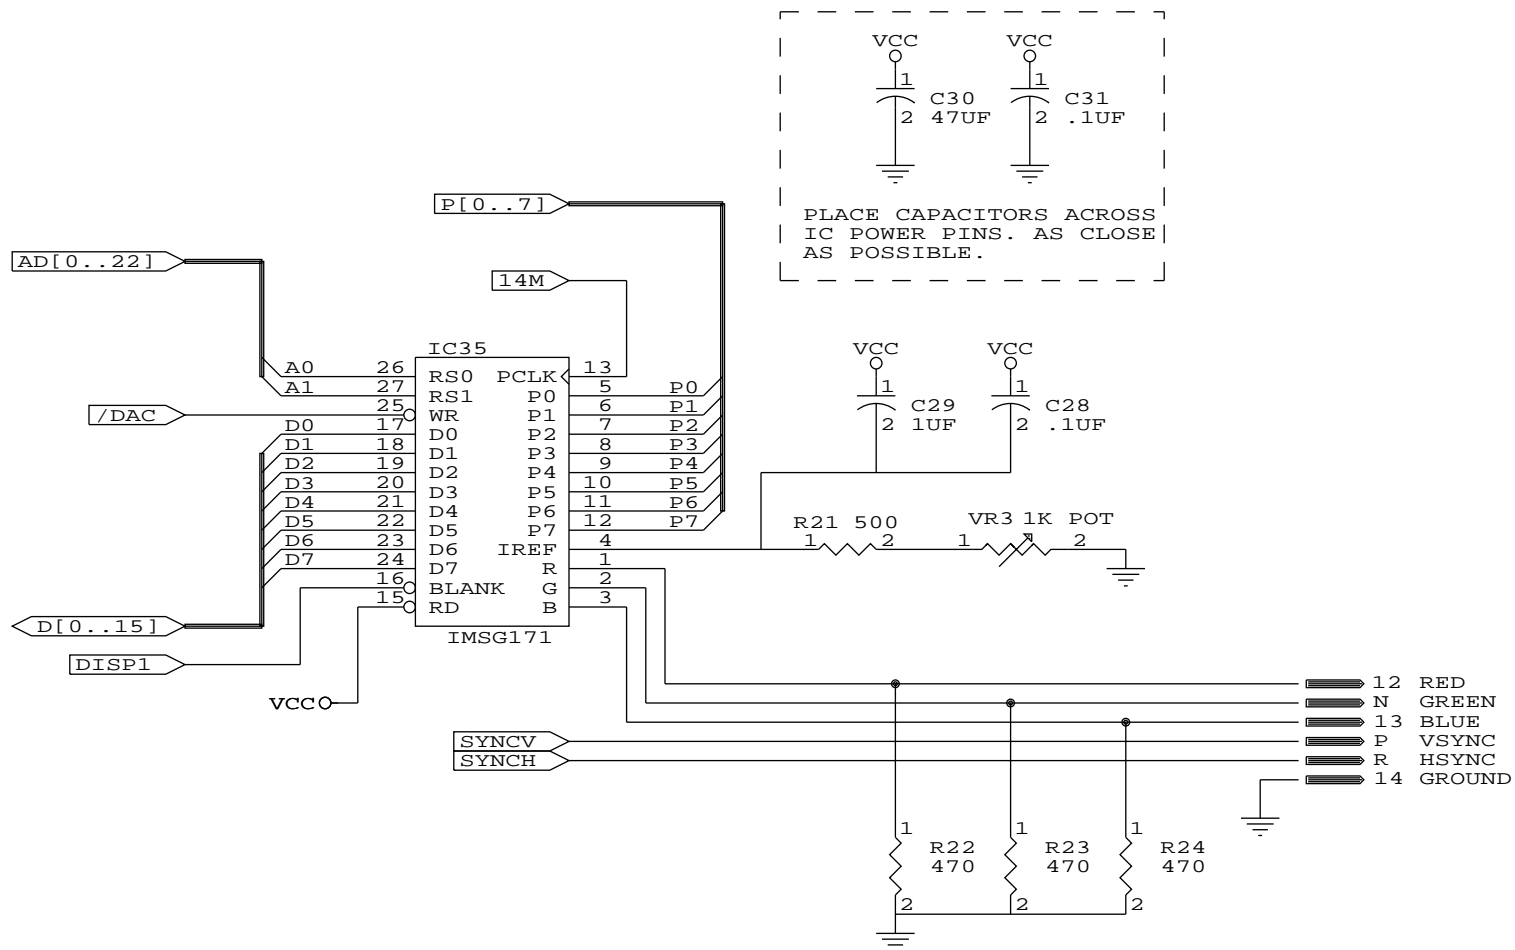 VCC VCC
1 1
C30 C31
2 47UF 2 .1UF
PLACE CAPACITORS ACROSS
IC POWER PINS. AS CLOSE
AS POSSIBLE.
P[0..7]
AD[0..22]
14M
IC35
VCC VCC
A0 26 RS0 PCLK 13
A1 27 RS1 P0 5 P0
/DAC 25 WR P1 6 P1
D0 17 D0 P2 7 P2
D1 18 D1 P3 8 P3
D2 19 D2 P4 9 P4
D3 20 D3 P5 10 P5
D4 21 D4 P6 11 P6
D5 22 D5 P7 12 P7
D6 23 D6 IREF 4
D7 24 D7 R 1
16 BLANK G 2
15 RD B 3
IMSG171
1 1
C29 C28
2 1UF 2 .1UF
R21 500 VR3 1K POT
1 2 1 2
D[0..15]
DISP1
VCC
SYNCV
SYNCH
12 RED
N GREEN
13 BLUE
P VSYNC
R HSYNC
14 GROUND
1 1 1
R22 R23 R24
470 470 470
2 2 2